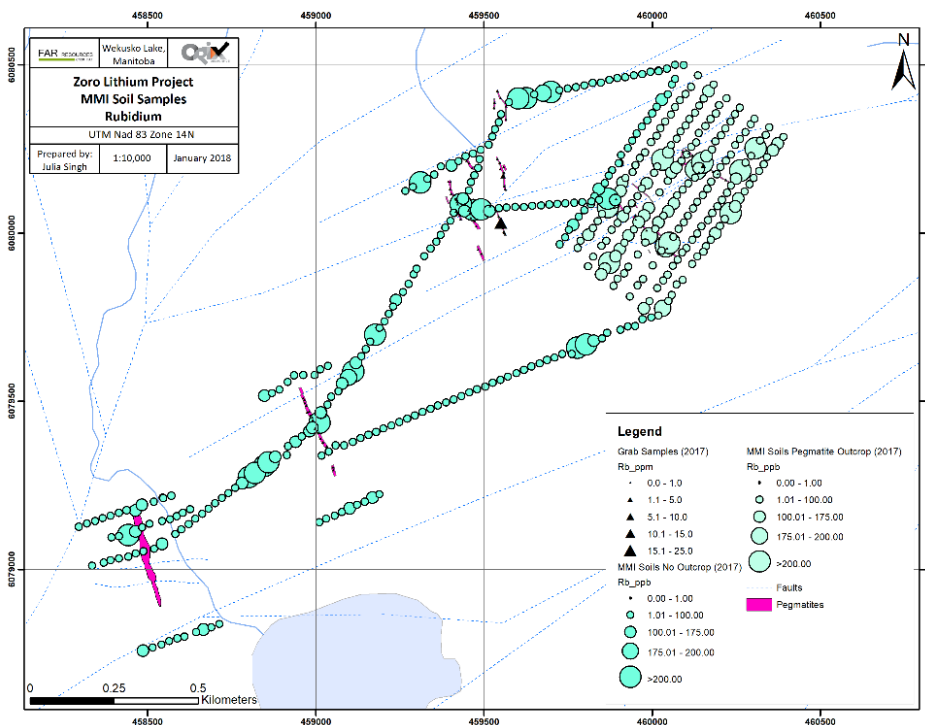 458500 459000 459500 460000 460500
FAR RESOURCES
Wekusko Lake,
Manitoba
Zoro Lithium Project
MMI Soil Samples
Rubidium
UTM Nad 83 Zone 14N
Prepared by:
Julia Singh
1:10,000
January 2018
N
6080500
6080000
6079500
6079000
Legend
Grab Samples (2017)
Rb_ppm
0.0 - 1.0
1.1 - 5.0
5.1 - 10.0
10.1 - 15.0
15.1 - 25.0
MMI Soils No Outcrop (2017)
Rb_ppb
0.00 - 1.00
1.01 - 100.00
100.01 - 175.00
175.01 - 200.00
>200.00
MMI Soils Pegmatite Outcrop (2017)
Rb_ppb
0.00 - 1.00
1.01 - 100.00
100.01 - 175.00
175.01 - 200.00
>200.00
Faults
Pegmatites
0 0.25 0.5
Kilometers
458500 459000 459500 460000 460500